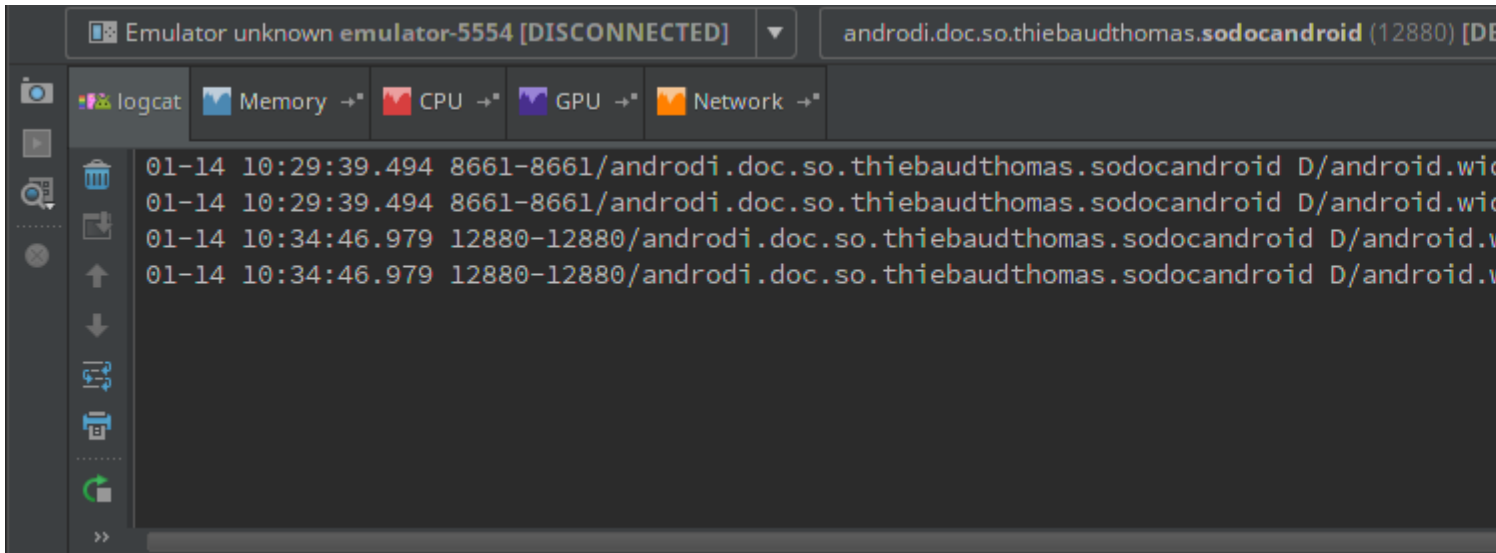 Emulator unknown emulator-5554 [DISCONNECTED] androdi.doc.so.thiebaudthomas.sodocandroid (12880) [DE
logcat Memory CPU GPU Network
01-14 10:29:39.494 8661-8661/androdi.doc.so.thiebaudthomas.sodocandroid D/android.wid
01-14 10:29:39.494 8661-8661/androdi.doc.so.thiebaudthomas.sodocandroid D/android.wid
01-14 10:34:46.979 12880-12880/androdi.doc.so.thiebaudthomas.sodocandroid D/android.w
01-14 10:34:46.979 12880-12880/androdi.doc.so.thiebaudthomas.sodocandroid D/android.w